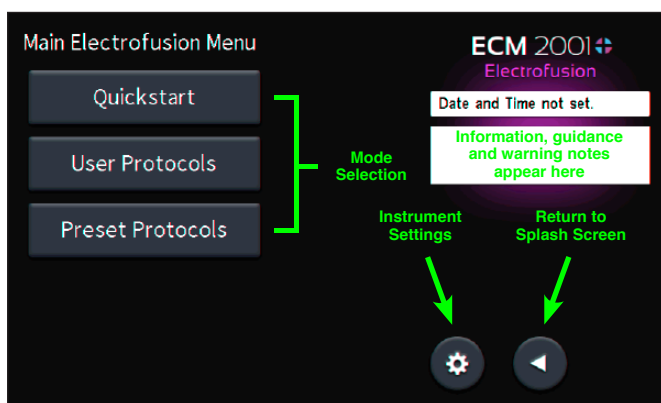 Main Electrofusion Menu
Quickstart
User Protocols
Preset Protocols
Mode
Selection
ECM 2001+
Electrofusion
Date and Time not set.
Information, guidance
and warning notes
appear here
Instrument
Settings
Return to
Splash Screen